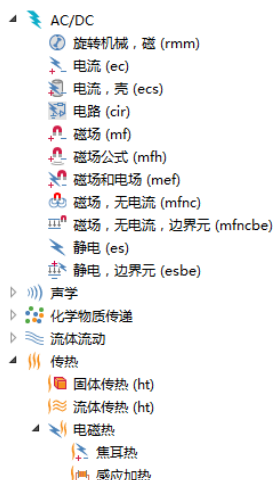 AC/DC
旋转机械，磁 (rmm)
电流 (ec)
电流，壳 (ecs)
电路 (cir)
磁场 (mf)
磁场公式 (mfh)
磁场和电场 (mef)
磁场，无电流 (mfnc)
磁场，无电流，边界元 (mfncbe)
静电 (es)
静电，边界元 (esbe)
声学
化学物质传递
流体流动
传热
固体传热 (ht)
流体传热 (ht)
电磁热
焦耳热
感应加热